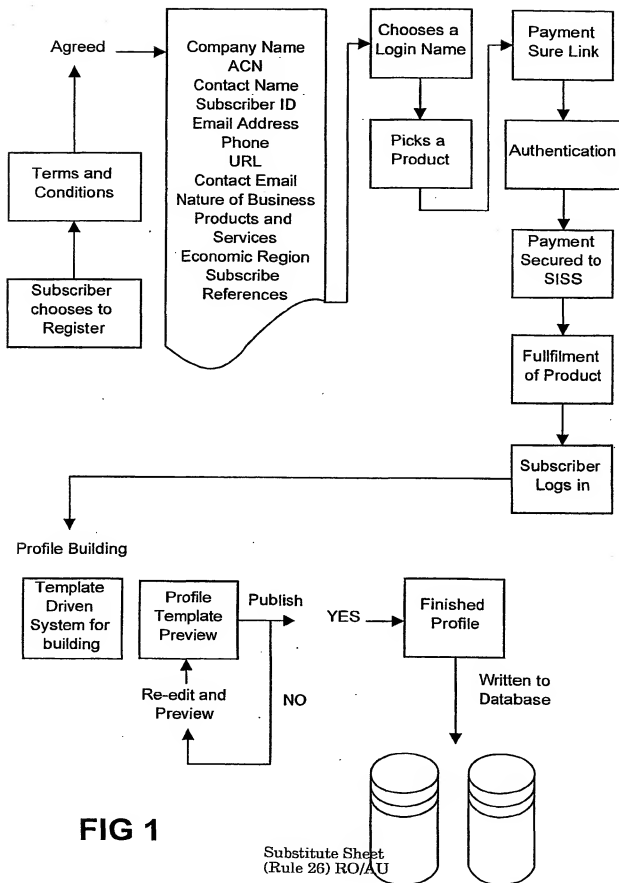 Agreed
Terms and
Conditions
Subscriber
chooses to
Register
Company Name
ACN
Contact Name
Subscriber ID
Email Address
Phone
URL
Contact Email
Nature of Business
Products and
Services
Economic Region
Subscribe
References
Chooses a
Login Name
Picks a
Product
Payment
Sure Link
Authentication
Payment
Secured to
SISS
Fullfilment
of Product
Subscriber
Logs in
Profile Building
Template
Driven
System for
building
Profile
Template
Preview
Publish
Re-edit and
Preview
NO
YES
Finished
Profile
Written to
Database
FIG 1
Substitute Sheet
(Rule 26) RO/AU